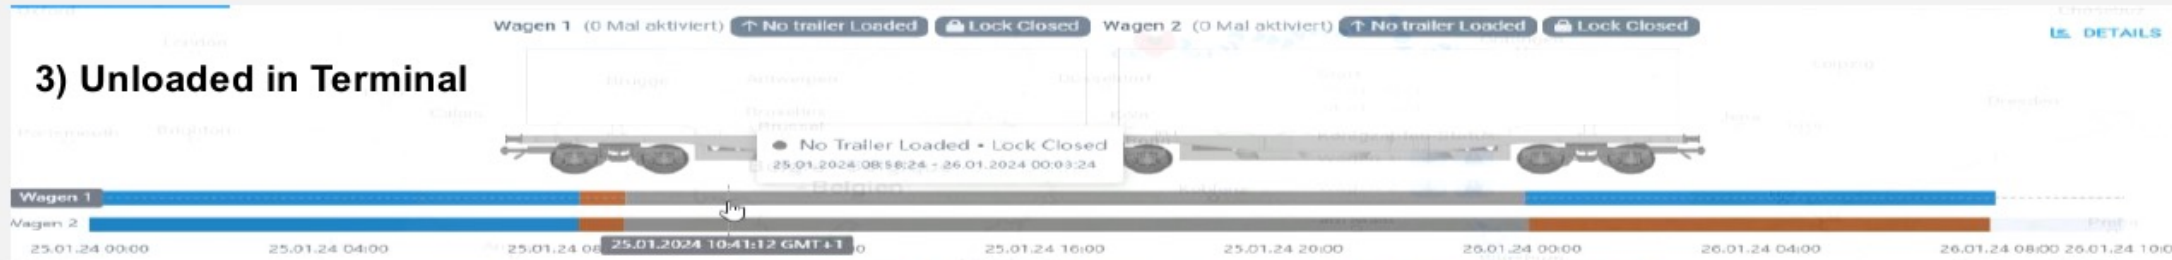 Wagen 1 (0 Mal aktiviert) No trailer Loaded Lock Closed Wagen 2 (0 Mal aktiviert) No trailer Loaded Lock Closed
DETAILS
3) Unloaded in Terminal
No Trailer Loaded • Lock Closed
25.01.2024 08:58:24 - 26.01.2024 00:03:24
Belgien
Wagen 1
Wagen 2
25.01.24 00:00 25.01.24 04:00 25.01.24 08 25.01.2024 10:41:12 GMT+1 0 25.01.24 16:00 25.01.24 20:00 26.01.24 00:00 26.01.24 04:00 26.01.24 08:00 26.01.24 10:0